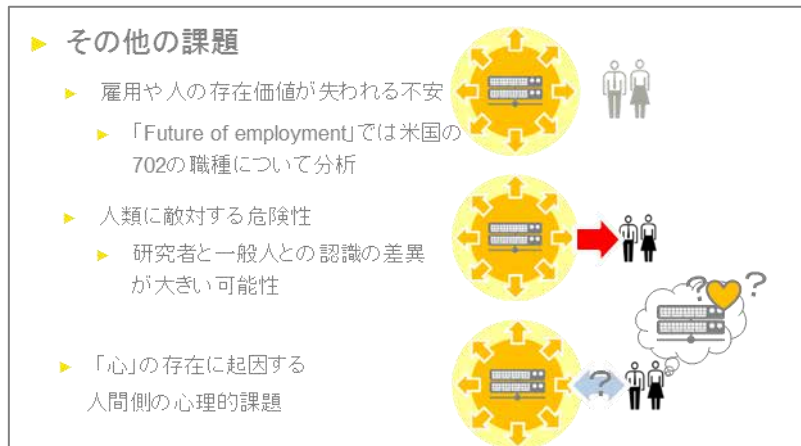 その他の課題
雇用や人の存在価値が失われる不安
「Future of employment」では米国の
702の職種について分析
人類に敵対する危険性
研究者と一般人との認識の差異
が大きい可能性
「心」の存在に起因する
人間側の心理的課題
?
? ?